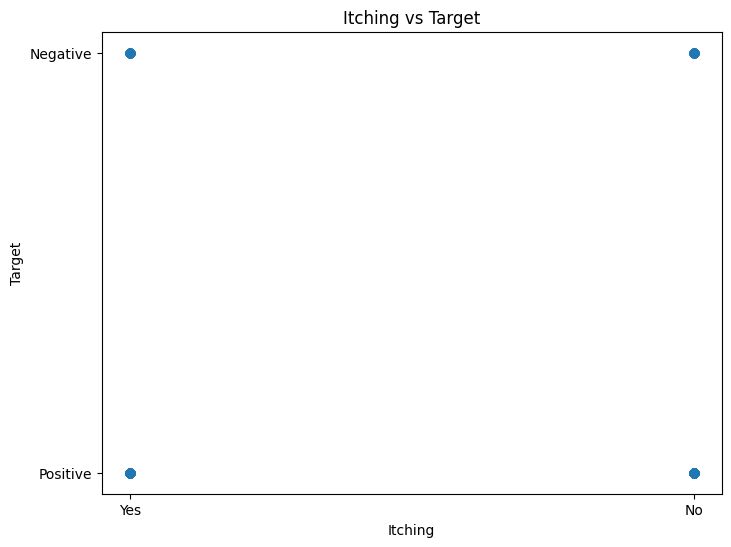 Itching vs Target
Negative
Target
Positive
Yes
No
Itching